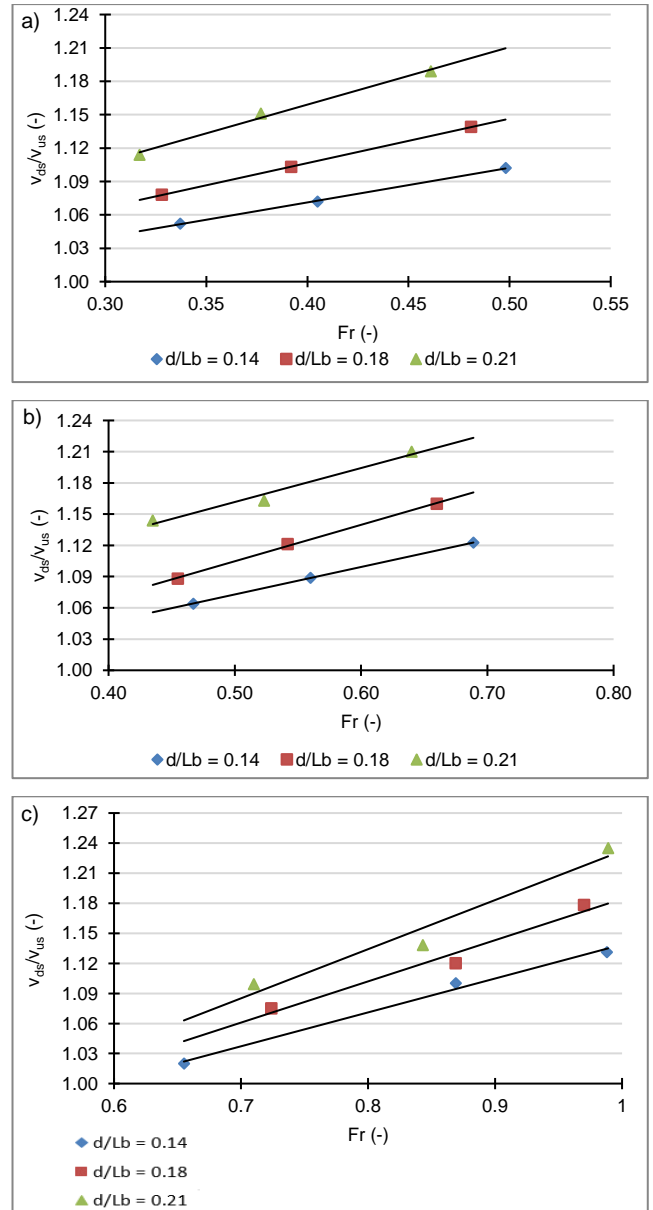 a)
1.24
1.21
1.18
1.15
1.12
1.09
1.06
1.03
1.00
v_ds/v_us (-)
0.30 0.35 0.40 0.45 0.50 0.55
Fr (-)
d/Lb = 0.14 d/Lb = 0.18 d/Lb = 0.21
b)
1.24
1.21
1.18
1.15
1.12
1.09
1.06
1.03
1.00
v_ds/v_us (-)
0.40 0.50 0.60 0.70 0.80
Fr (-)
d/Lb = 0.14 d/Lb = 0.18 d/Lb = 0.21
c)
1.27
1.24
1.21
1.18
1.15
1.12
1.09
1.06
1.03
1.00
v_ds/v_us (-)
0.6 0.7 0.8 0.9 1
Fr (-)
d/Lb = 0.14
d/Lb = 0.18
d/Lb = 0.21